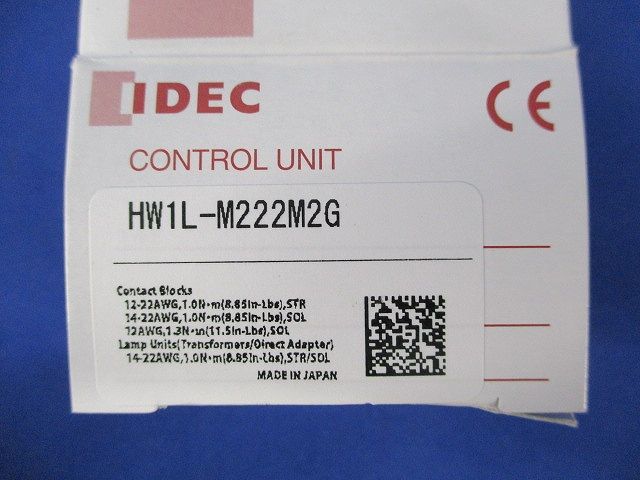 IDEC
CE
CONTROL UNIT
HW1L-M222M2G
Contact Blocks
12-22AWG,1.0N·m(8.85in-Lbs),STR
14-22AWG,1.0N·m(8.85in-Lbs),SOL
12AWG,1.3N·m(11.5in-Lbs),SOL
Lamp Units(Transformers/Direct Adapter)
14-22AWG,1.0N·m(8.85in-Lbs),STR/SOL
MADE IN JAPAN